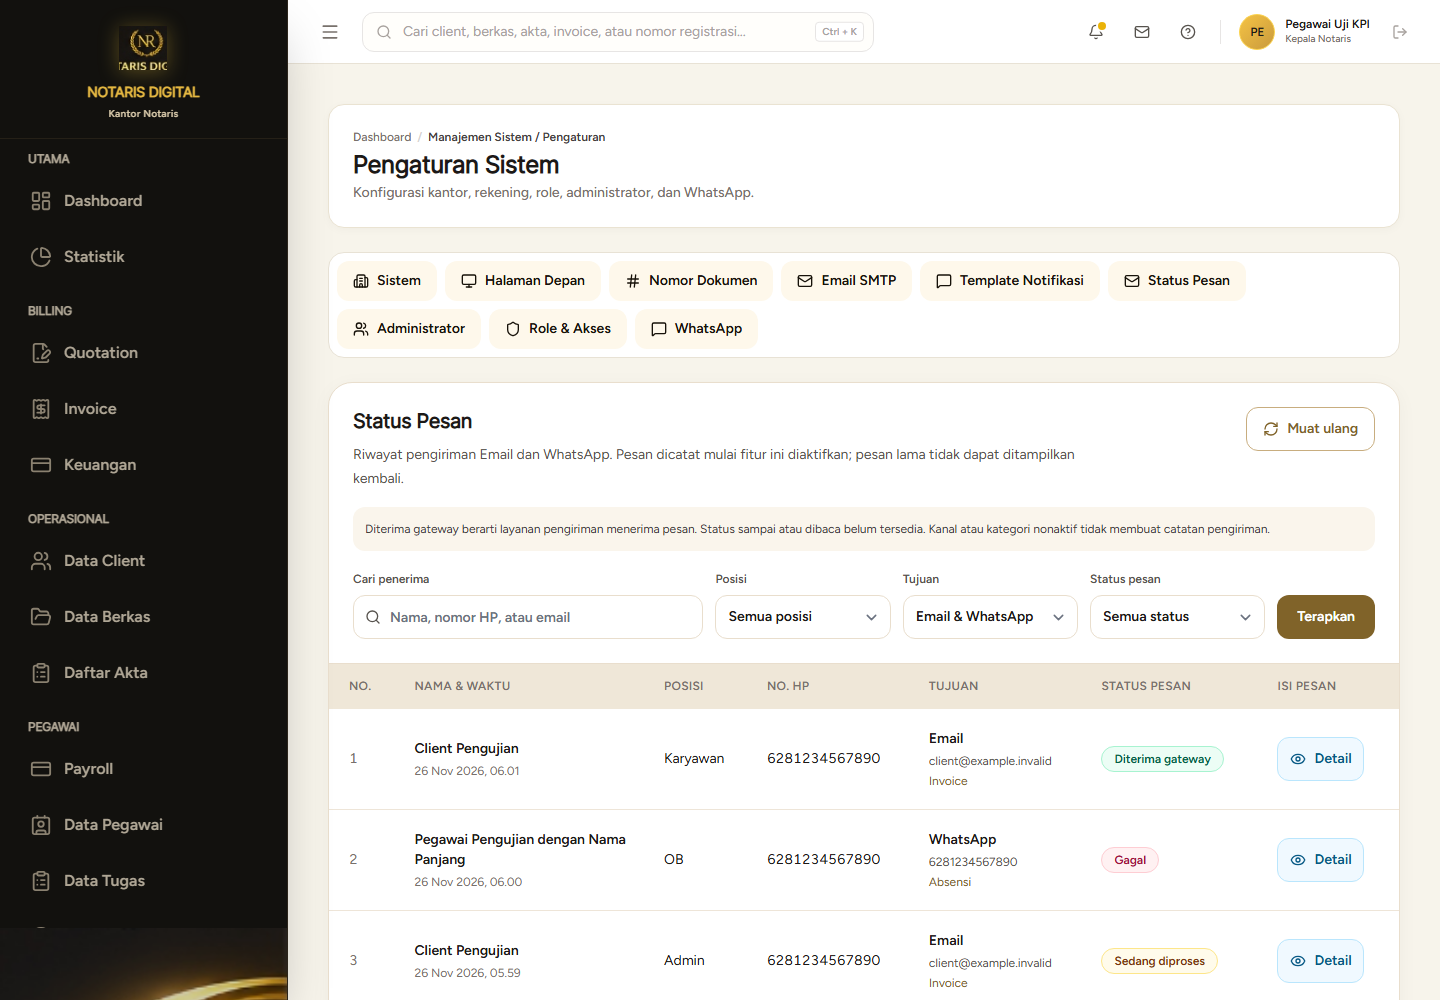 NR
TARIS DIG
NOTARIS DIGITAL
Kantor Notaris
UTAMA
Dashboard
Statistik
BILLING
Quotation
Invoice
Keuangan
OPERASIONAL
Data Client
Data Berkas
Daftar Akta
PEGAWAI
Payroll
Data Pegawai
Data Tugas
Cari client, berkas, akta, invoice, atau nomor registrasi...
Ctrl + K
PE
Pegawai Uji KPI
Kepala Notaris
Dashboard / Manajemen Sistem / Pengaturan
Pengaturan Sistem
Konfigurasi kantor, rekening, role, administrator, dan WhatsApp.
Sistem
Halaman Depan
Nomor Dokumen
Email SMTP
Template Notifikasi
Status Pesan
Administrator
Role & Akses
WhatsApp
Status Pesan
Muat ulang
Riwayat pengiriman Email dan WhatsApp. Pesan dicatat mulai fitur ini diaktifkan; pesan lama tidak dapat ditampilkan
kembali.
Diterima gateway berarti layanan pengiriman menerima pesan. Status sampai atau dibaca belum tersedia. Kanal atau kategori nonaktif tidak membuat catatan pengiriman.
Cari penerima
Posisi
Tujuan
Status pesan
Nama, nomor HP, atau email
Semua posisi
Email & WhatsApp
Semua status
Terapkan
NO.
NAMA & WAKTU
POSISI
NO. HP
TUJUAN
STATUS PESAN
ISI PESAN
1
Client Pengujian
26 Nov 2026, 06.01
Karyawan
6281234567890
Email
client@example.invalid
Invoice
Diterima gateway
Detail
2
Pegawai Pengujian dengan Nama
Panjang
26 Nov 2026, 06.00
OB
6281234567890
WhatsApp
6281234567890
Absensi
Gagal
Detail
3
Client Pengujian
26 Nov 2026, 05.59
Admin
6281234567890
Email
client@example.invalid
Invoice
Sedang diproses
Detail